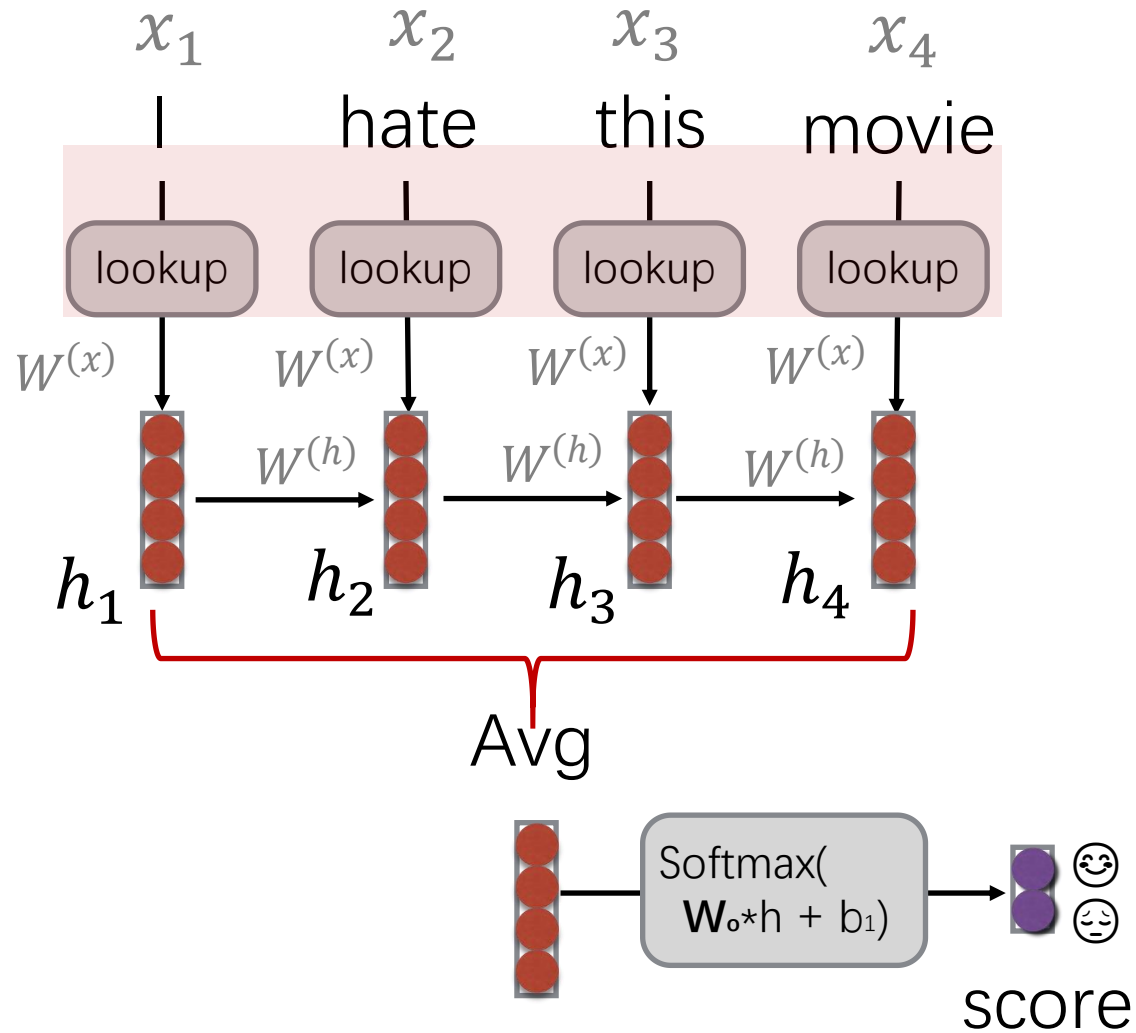 x₁ x₂ x₃ x₄
I hate this movie
lookup lookup lookup lookup
W⁽ˣ⁾ W⁽ˣ⁾ W⁽ˣ⁾ W⁽ˣ⁾
W⁽ʰ⁾ W⁽ʰ⁾ W⁽ʰ⁾
h₁ h₂ h₃ h₄
Avg
Softmax(
Wₒ*h + b₁)
score